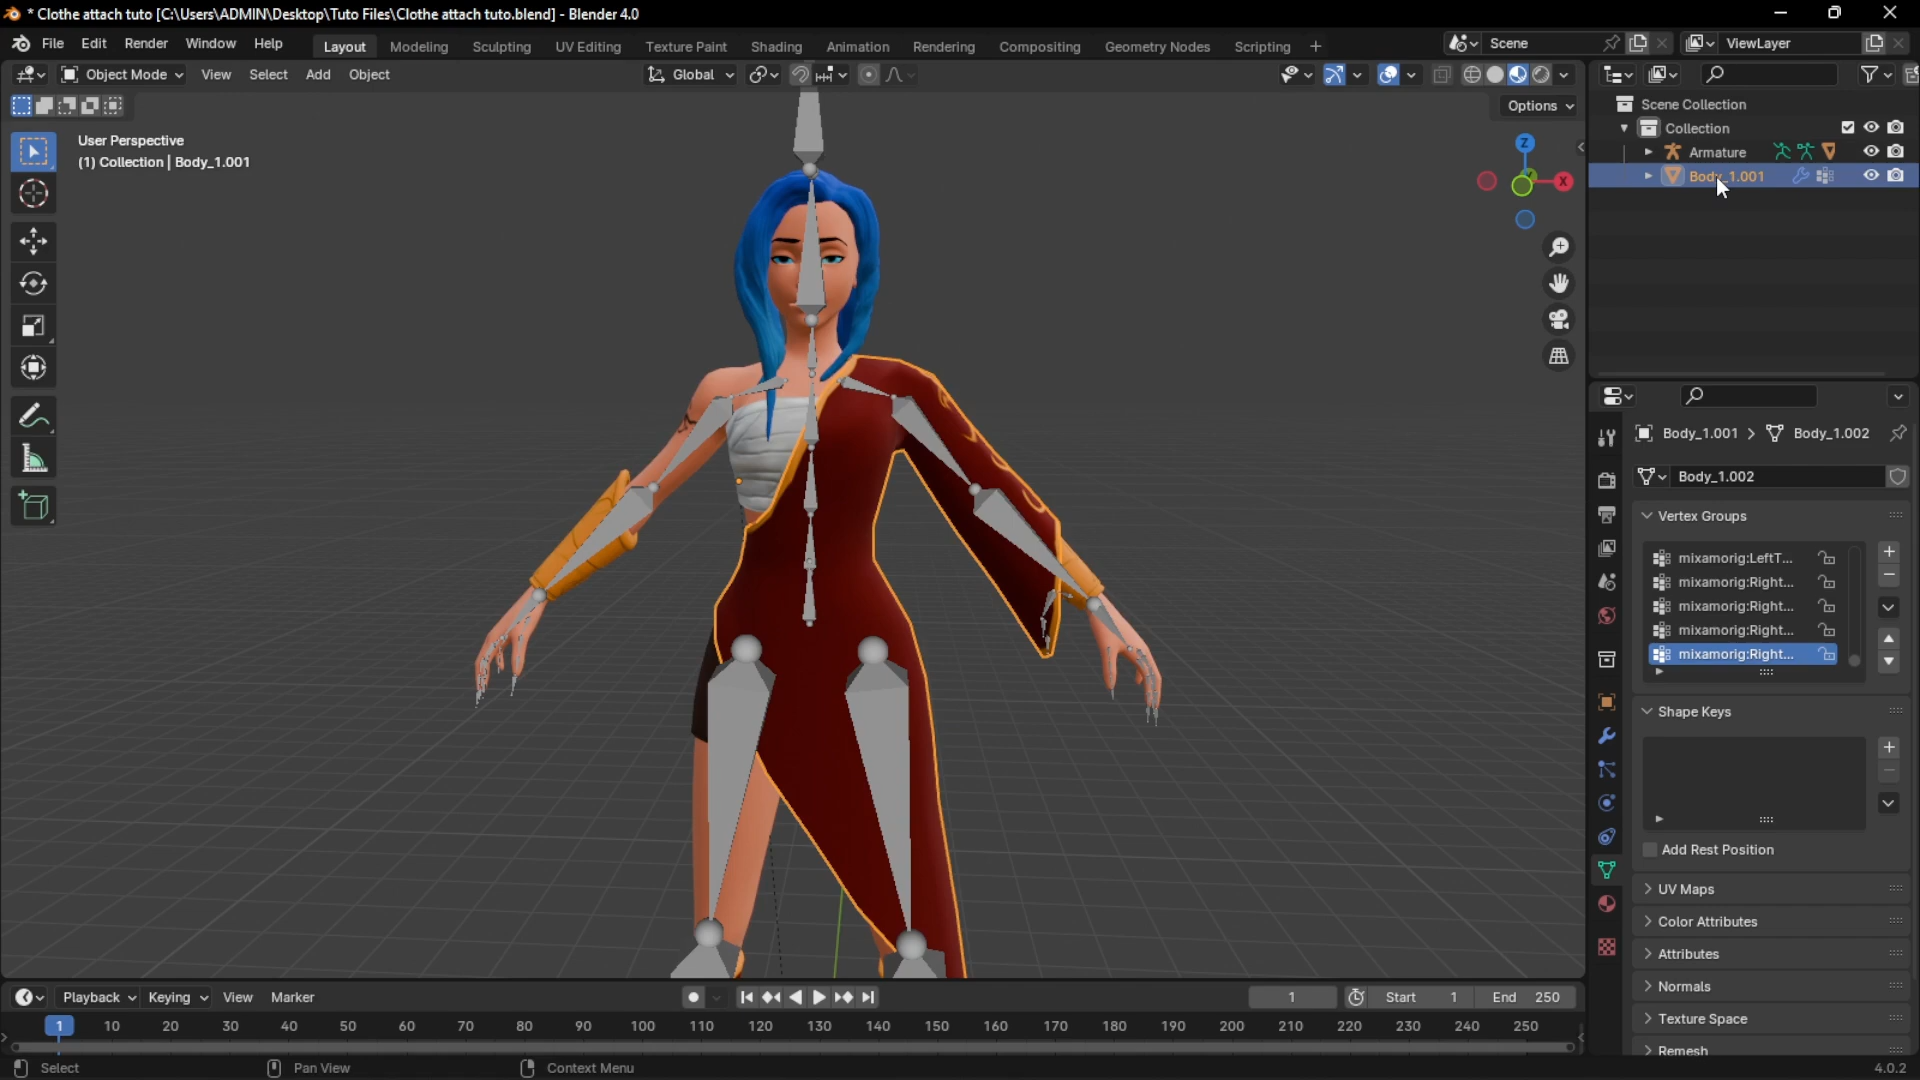 * Clothe attach tuto [C:\Users\ADMIN\Desktop\Tuto Files\Clothe attach tuto.blend] - Blender 4.0
File Edit Render Window Help Layout Modeling Sculpting UV Editing Texture Paint Shading Animation Rendering Compositing Geometry Nodes Scripting + Scene ViewLayer
Object Mode View Select Add Object Global
Options
User Perspective
(1) Collection | Body_1.001
Z
X
Scene Collection
Collection
Armature
Body_1.001
Body_1.001 > Body_1.002
Body_1.002
Vertex Groups
mixamorig:LeftT...
mixamorig:Right...
mixamorig:Right...
mixamorig:Right...
mixamorig:Right...
Shape Keys
Add Rest Position
UV Maps
Color Attributes
Attributes
Normals
Texture Space
Remesh
Playback Keying View Marker 1 Start 1 End 250
1 10 20 30 40 50 60 70 80 90 100 110 120 130 140 150 160 170 180 190 200 210 220 230 240 250
Select Pan View Context Menu 4.0.2